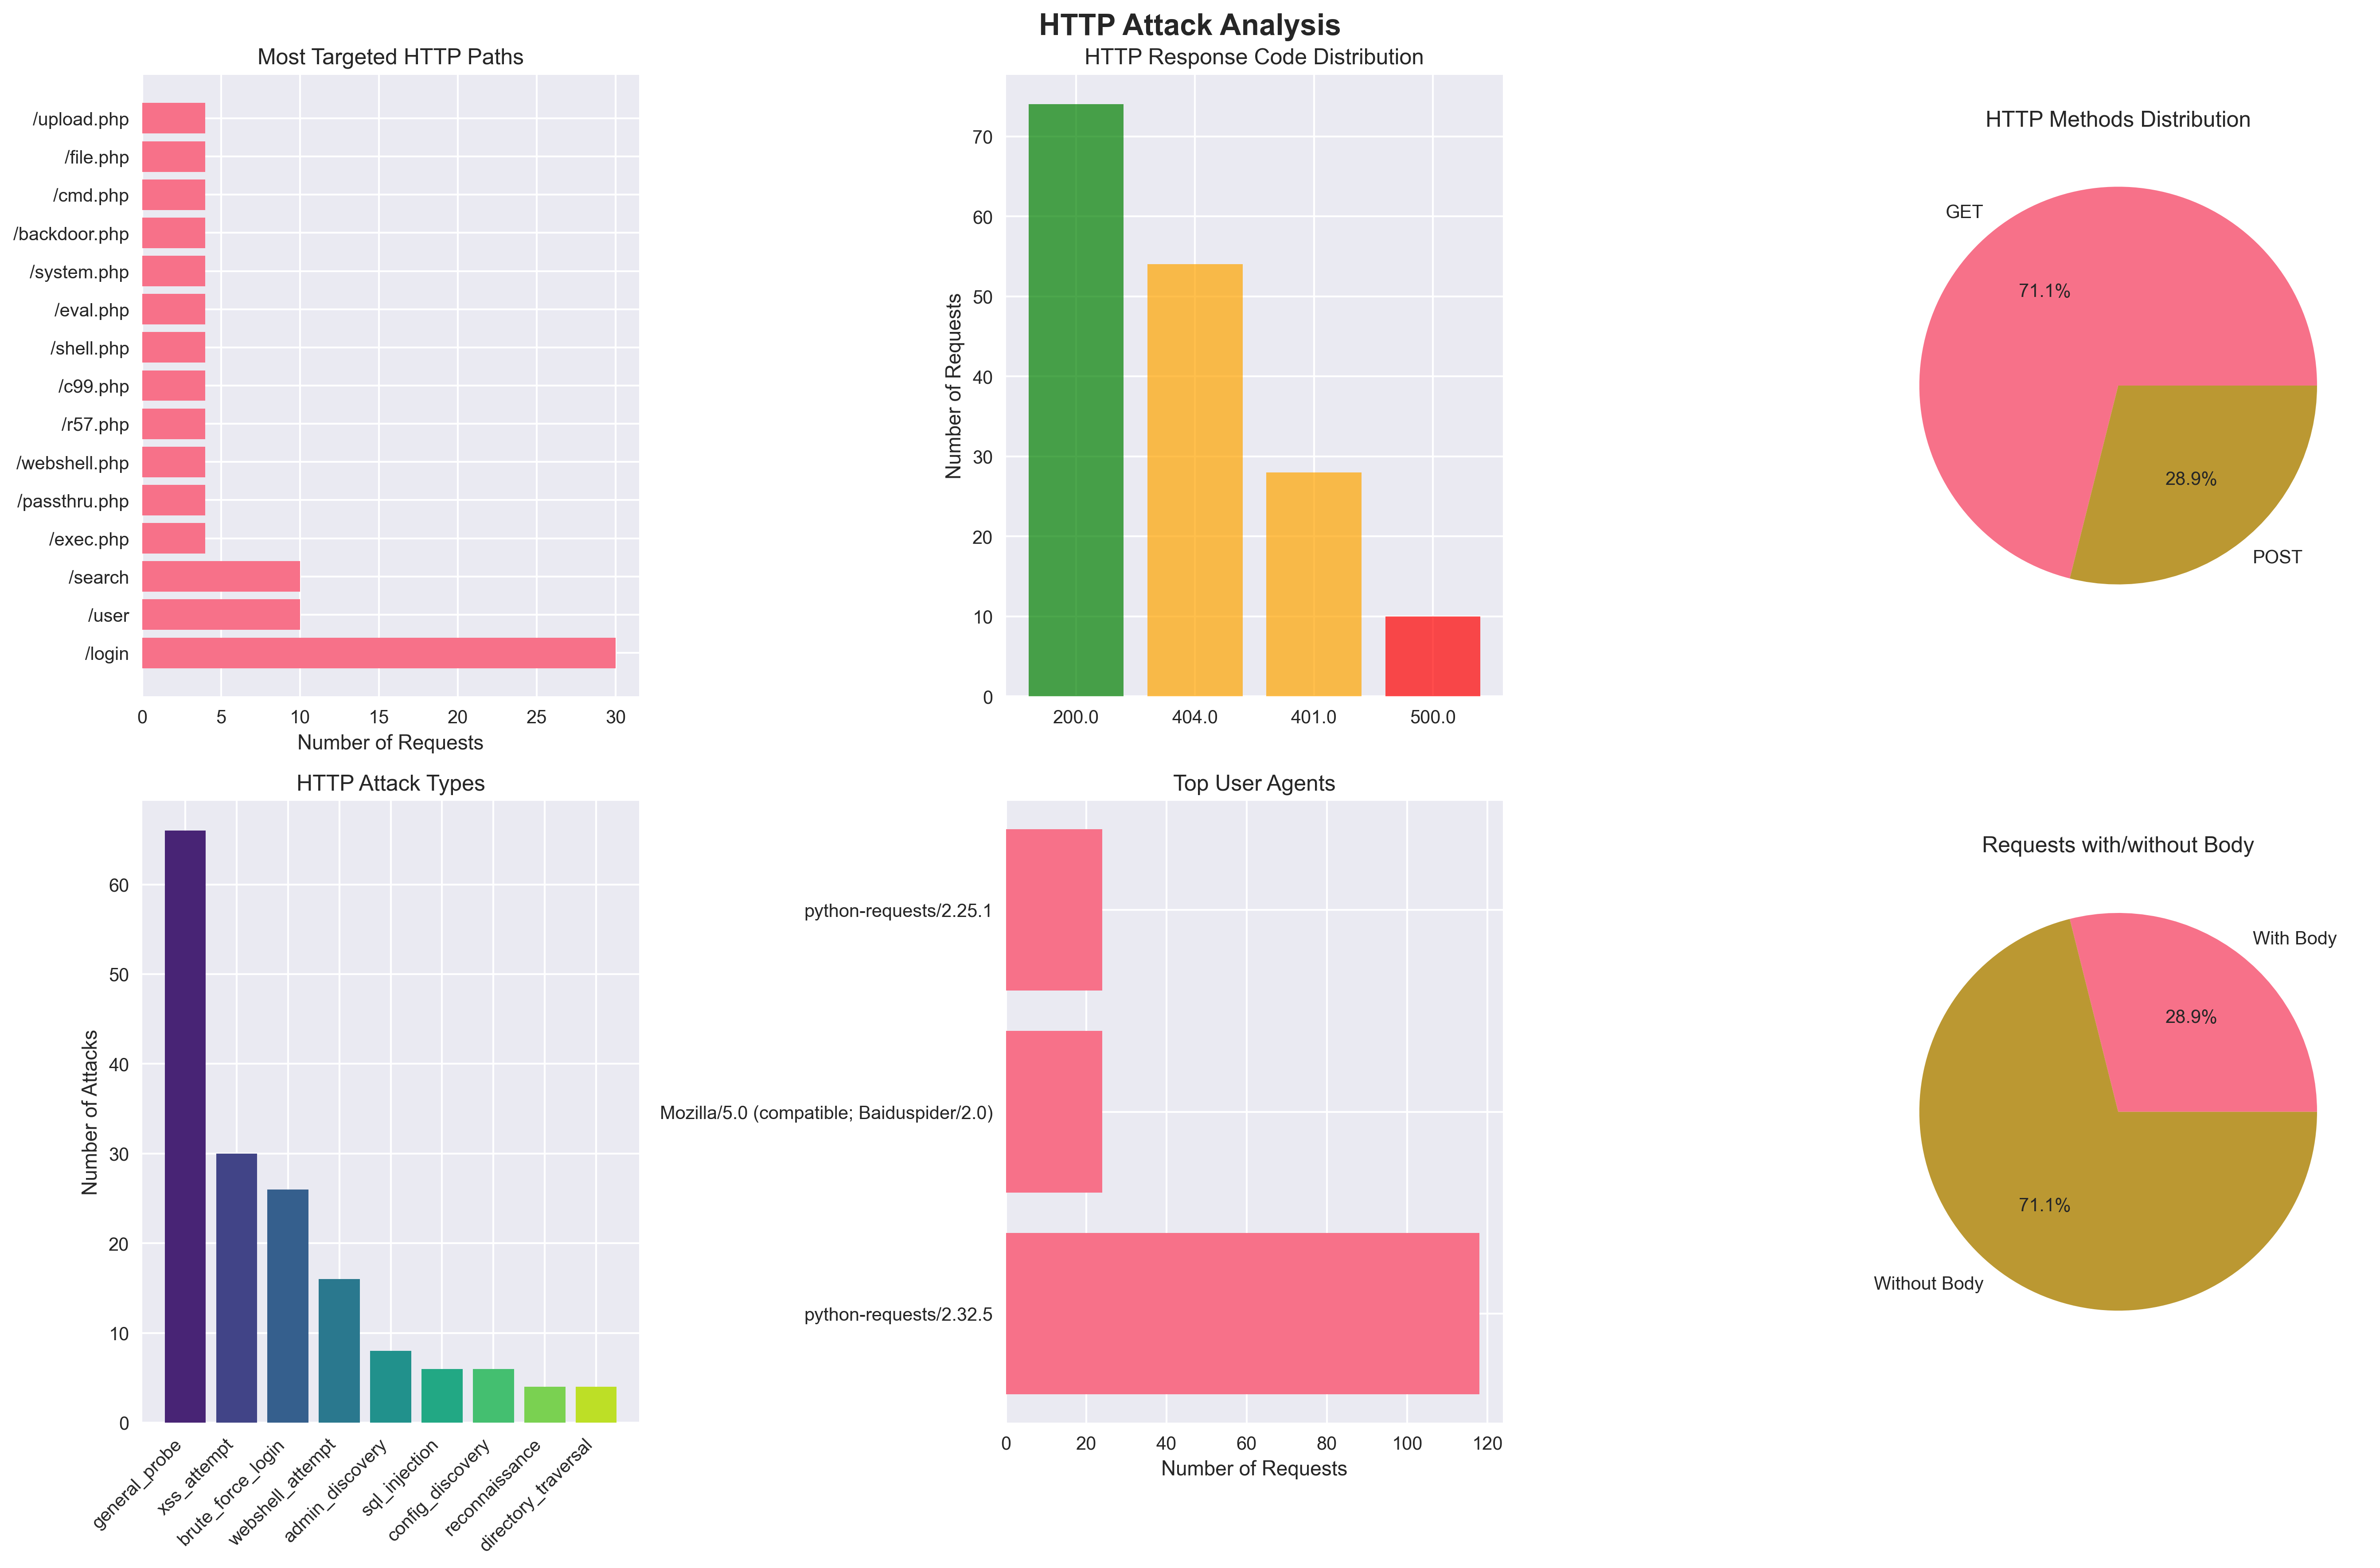 HTTP Attack Analysis
Most Targeted HTTP Paths
/upload.php
/file.php
/cmd.php
/backdoor.php
/system.php
/eval.php
/shell.php
/c99.php
/r57.php
/webshell.php
/passthru.php
/exec.php
/search
/user
/login
0 5 10 15 20 25 30
Number of Requests
HTTP Response Code Distribution
Number of Requests
70
60
50
40
30
20
10
0
200.0 404.0 401.0 500.0
HTTP Methods Distribution
GET
71.1%
28.9%
POST
HTTP Attack Types
Number of Attacks
60
50
40
30
20
10
0
general_probe
xss_attempt
brute_force_login
webshell_attempt
admin_discovery
sql_injection
config_discovery
reconnaissance
directory_traversal
Top User Agents
python-requests/2.25.1
Mozilla/5.0 (compatible; Baiduspider/2.0)
python-requests/2.32.5
0 20 40 60 80 100 120
Number of Requests
Requests with/without Body
With Body
28.9%
71.1%
Without Body